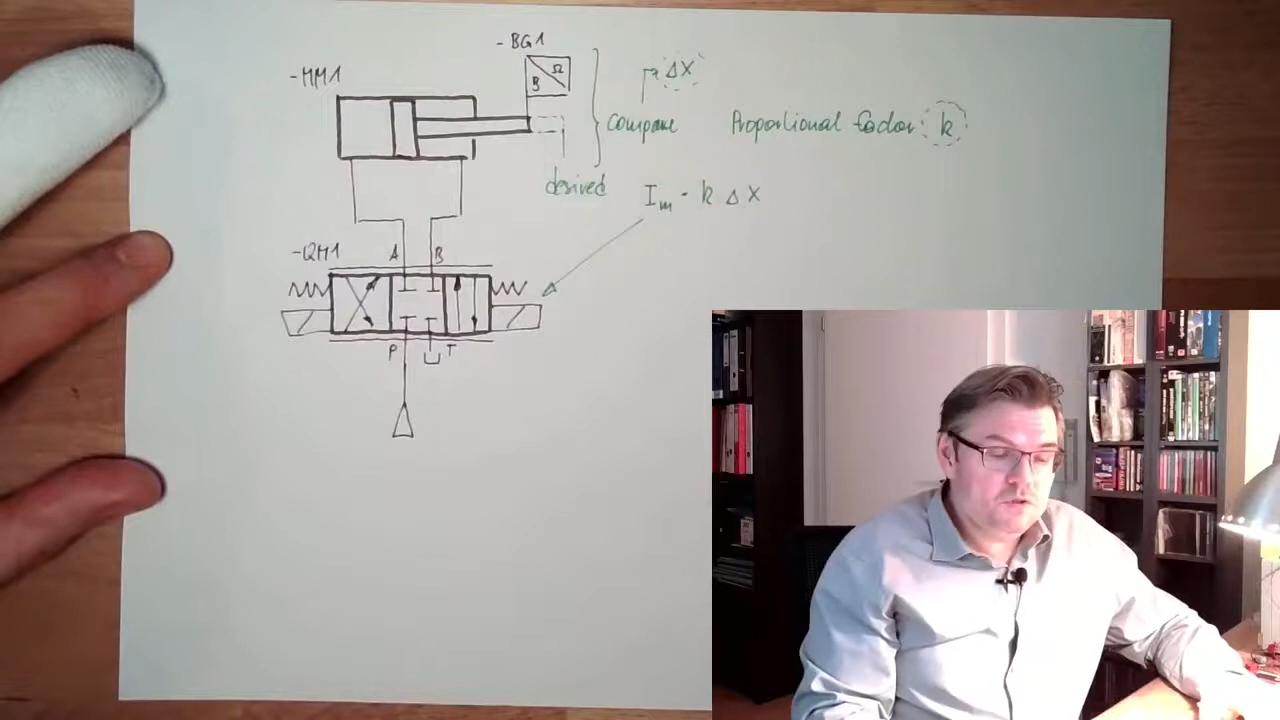 -BG1
-MM1
Ω
B
Δx
compare
Proportional factor k
desired
Im = k Δx
-QM1
A
B
P
T